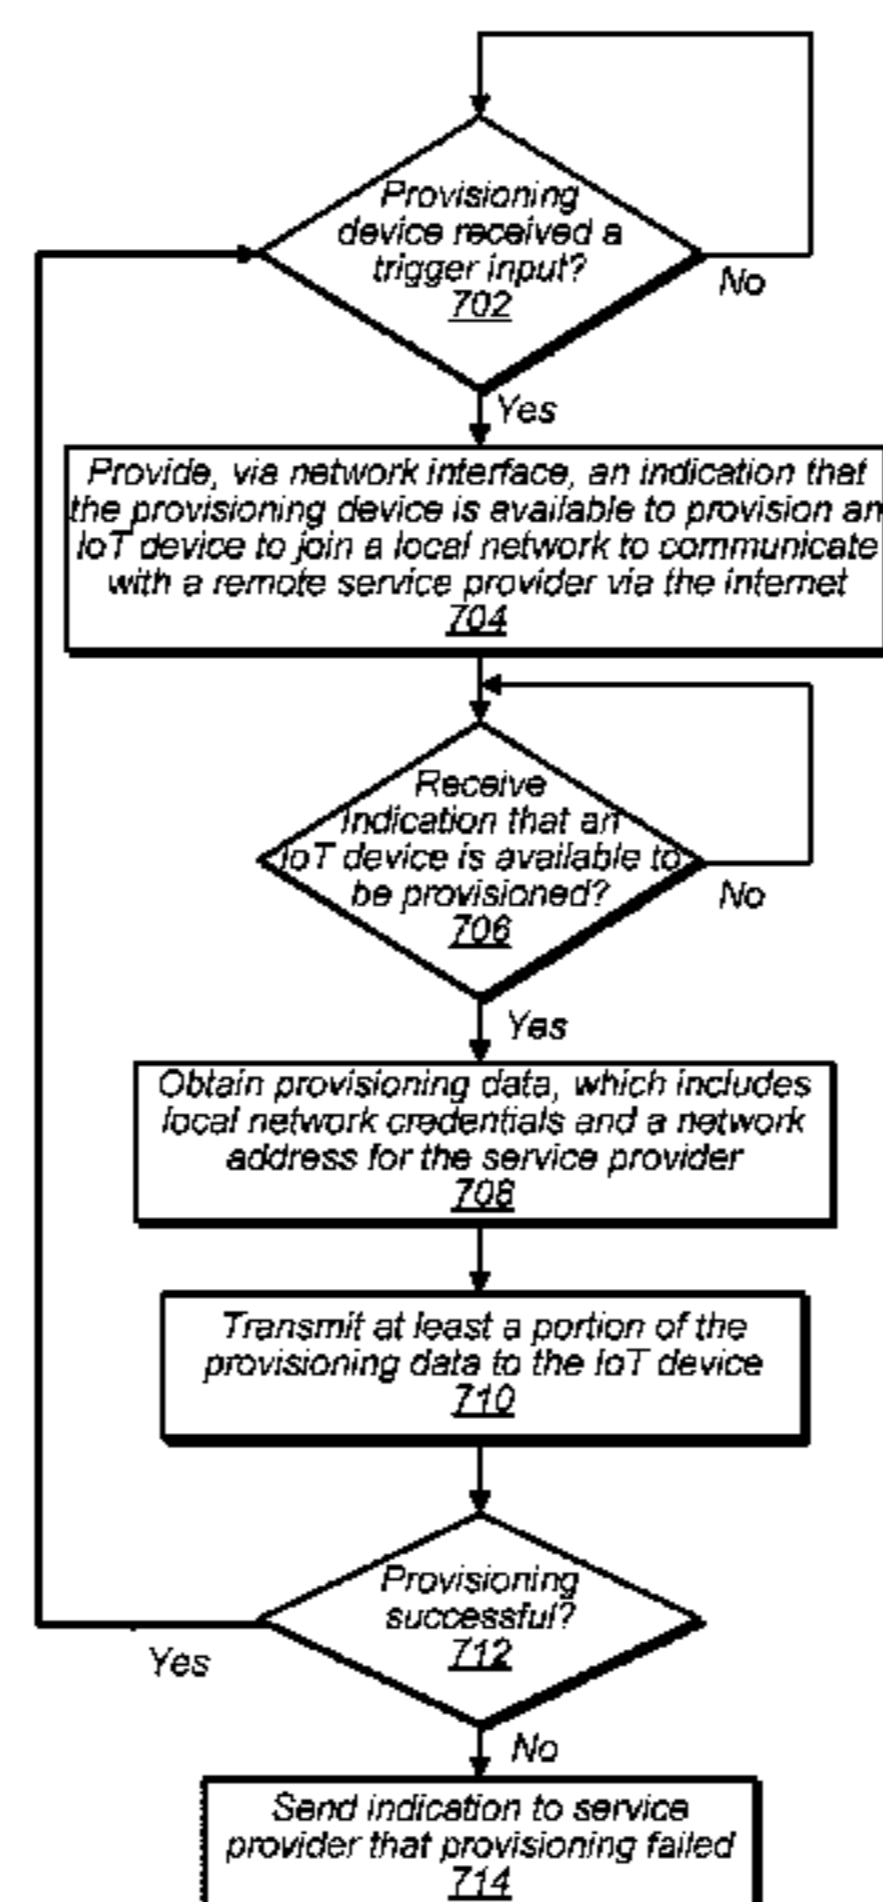 Provisioning
device received a
trigger input?
702
No
Yes
Provide, via network interface, an indication that
the provisioning device is available to provision an
IoT device to join a local network to communicate
with a remote service provider via the internet
704
Receive
indication that an
IoT device is available to
be provisioned?
706
No
Yes
Obtain provisioning data, which includes
local network credentials and a network
address for the service provider
708
Transmit at least a portion of the
provisioning data to the IoT device
710
Provisioning
successful?
712
Yes
No
Send indication to service
provider that provisioning failed
714